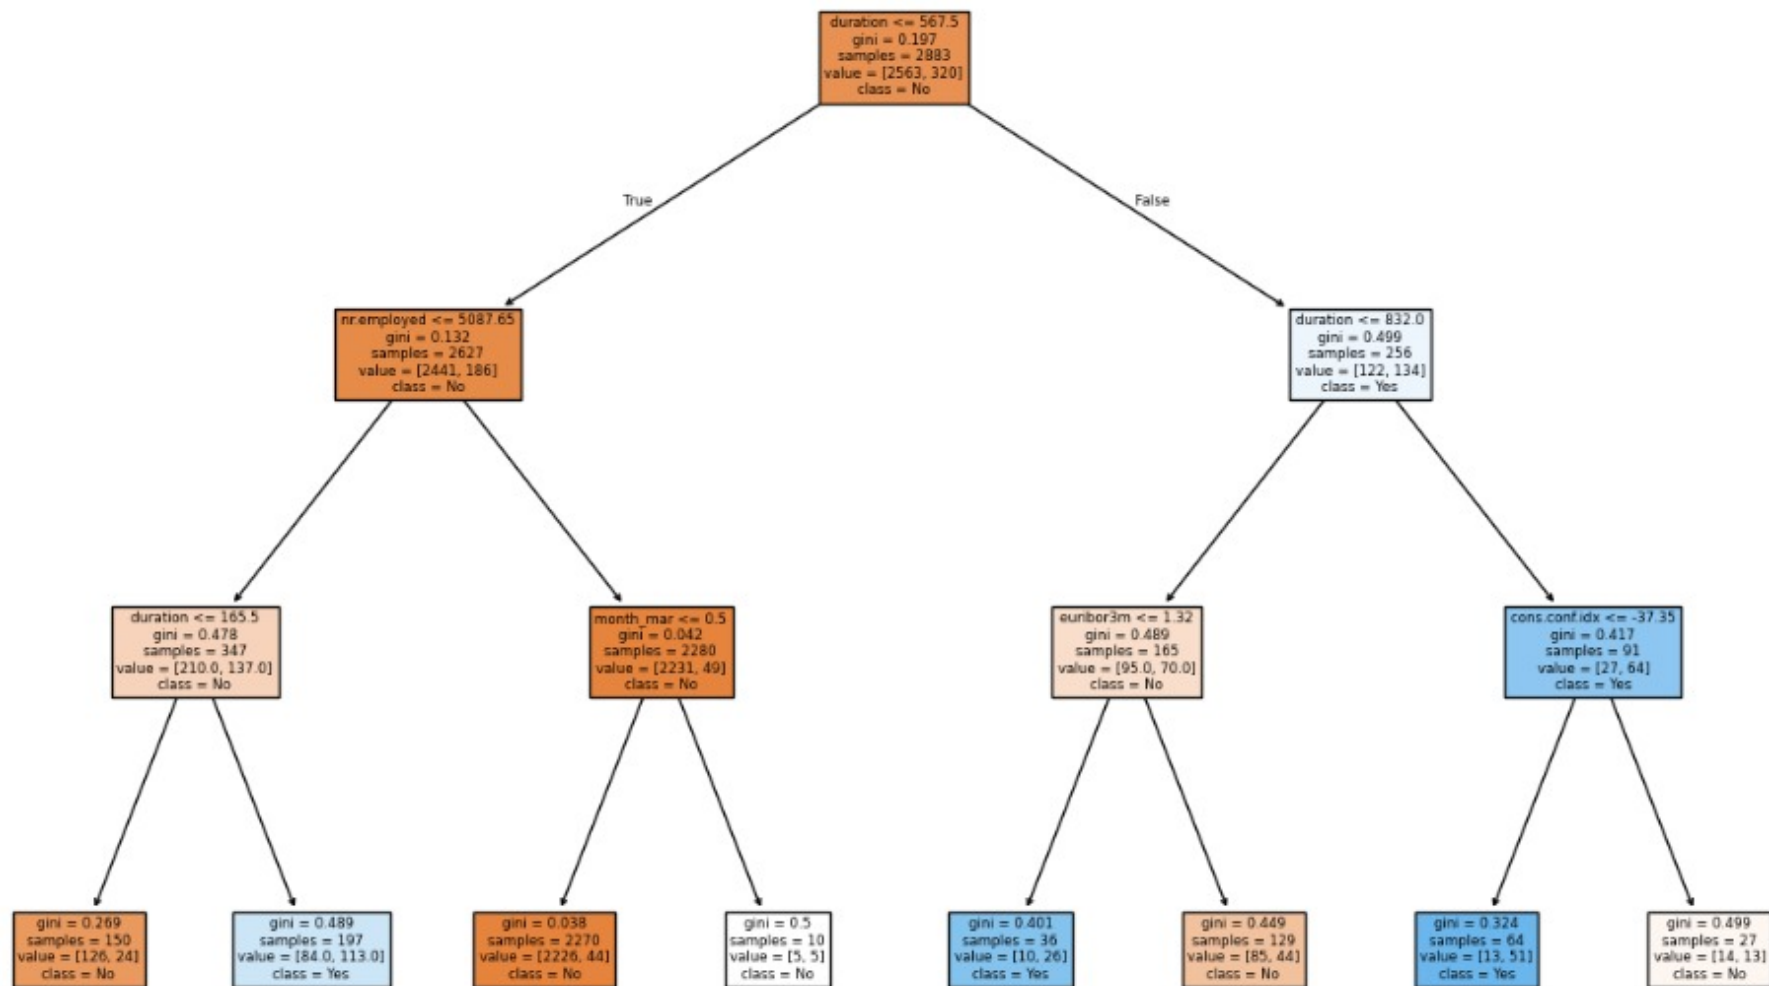 duration <= 567.5
gini = 0.197
samples = 2883
value = [2563, 320]
class = No
True
False
nr.employed <= 5087.65
gini = 0.132
samples = 2627
value = [2441, 186]
class = No
duration <= 832.0
gini = 0.499
samples = 256
value = [122, 134]
class = Yes
duration <= 165.5
gini = 0.478
samples = 347
value = [210.0, 137.0]
class = No
month_mar <= 0.5
gini = 0.042
samples = 2280
value = [2231, 49]
class = No
euribor3m <= 1.32
gini = 0.489
samples = 165
value = [95.0, 70.0]
class = No
cons.conf.idx <= -37.35
gini = 0.417
samples = 91
value = [27, 64]
class = Yes
gini = 0.269
samples = 150
value = [126, 24]
class = No
gini = 0.489
samples = 197
value = [84.0, 113.0]
class = Yes
gini = 0.038
samples = 2270
value = [2226, 44]
class = No
gini = 0.5
samples = 10
value = [5, 5]
class = No
gini = 0.401
samples = 36
value = [10, 26]
class = Yes
gini = 0.449
samples = 129
value = [85, 44]
class = No
gini = 0.324
samples = 64
value = [13, 51]
class = Yes
gini = 0.499
samples = 27
value = [14, 13]
class = No